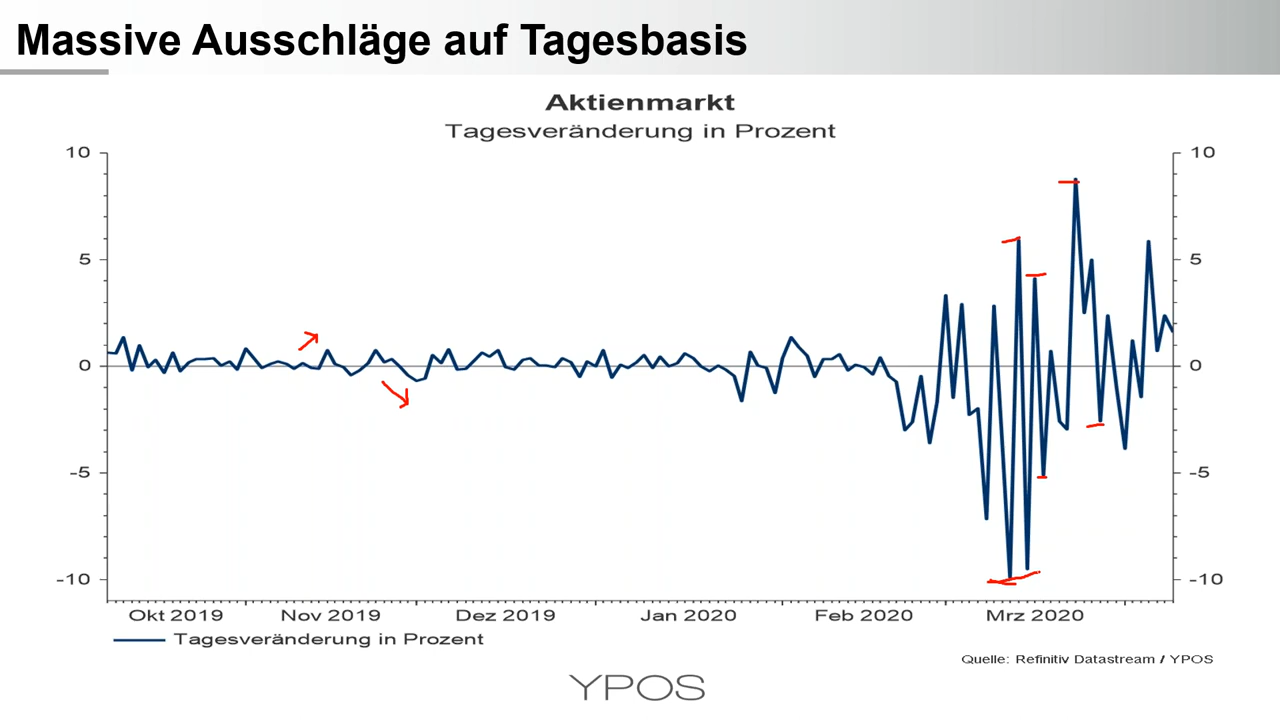 Massive Ausschläge auf Tagesbasis
Aktienmarkt
Tagesveränderung in Prozent
10
5
0
-5
-10
10
5
0
-5
-10
Okt 2019 Nov 2019 Dez 2019 Jan 2020 Feb 2020 Mrz 2020
Tagesveränderung in Prozent
Quelle: Refinitiv Datastream / YPOS
YPOS